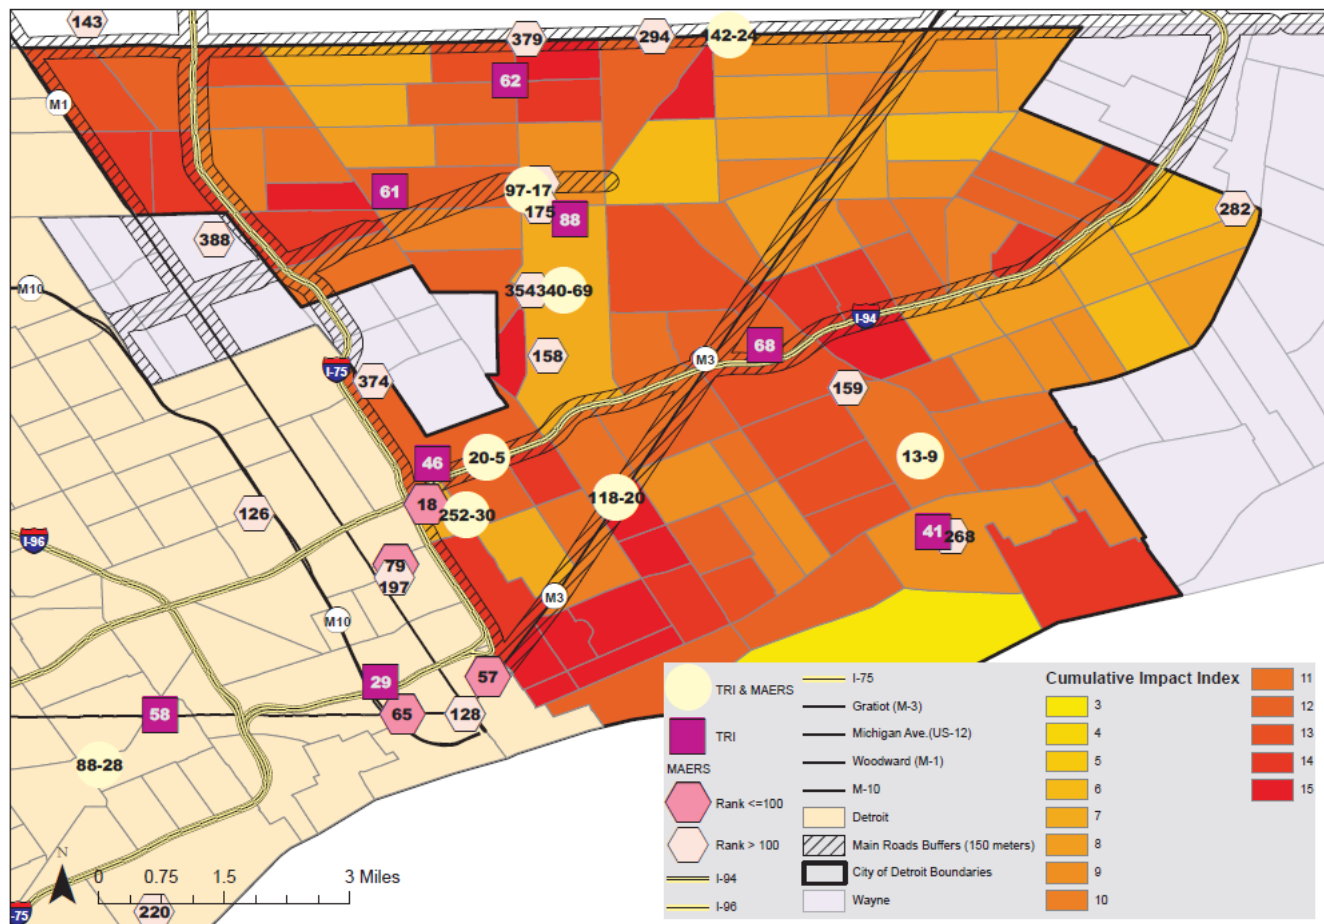 143
379
294
142-24
62
M1
61
97-17
175
88
282
388
M10
354340-69
I-94
68
M3
158
I-75
374
159
46
20-5
13-9
18
252-30
118-20
126
41
268
I-96
79
197
M3
M10
57
29
58
65
128
88-28
N
0 0.75 1.5 3 Miles
-75
220
TRI & MAERS
TRI
MAERS
Rank <=100
Rank > 100
I-94
I-96
I-75
Gratiot (M-3)
Michigan Ave.(US-12)
Woodward (M-1)
M-10
Detroit
Main Roads Buffers (150 meters)
City of Detroit Boundaries
Wayne
Cumulative Impact Index
3
4
5
6
7
8
9
10
11
12
13
14
15